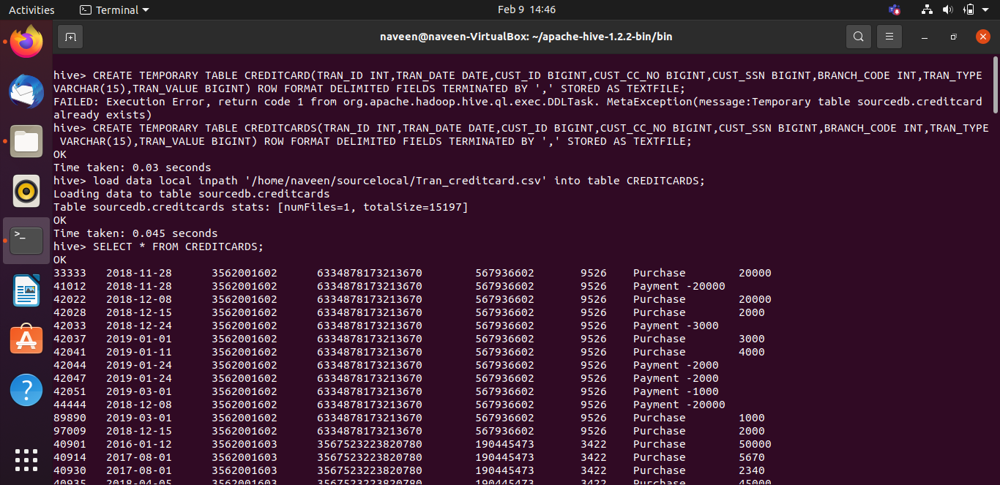 Activities Terminal Feb 9 14:46
naveen@naveen-VirtualBox: ~/apache-hive-1.2.2-bin/bin
hive> CREATE TEMPORARY TABLE CREDITCARD(TRAN_ID INT,TRAN_DATE DATE,CUST_ID BIGINT,CUST_CC_NO BIGINT,CUST_SSN BIGINT,BRANCH_CODE INT,TRAN_TYPE
VARCHAR(15),TRAN_VALUE BIGINT) ROW FORMAT DELIMITED FIELDS TERMINATED BY ',' STORED AS TEXTFILE;
FAILED: Execution Error, return code 1 from org.apache.hadoop.hive.ql.exec.DDLTask. MetaException(message:Temporary table sourcedb.creditcard
already exists)
hive> CREATE TEMPORARY TABLE CREDITCARDS(TRAN_ID INT,TRAN_DATE DATE,CUST_ID BIGINT,CUST_CC_NO BIGINT,CUST_SSN BIGINT,BRANCH_CODE INT,TRAN_TYPE
VARCHAR(15),TRAN_VALUE BIGINT) ROW FORMAT DELIMITED FIELDS TERMINATED BY ',' STORED AS TEXTFILE;
OK
Time taken: 0.03 seconds
hive> load data local inpath '/home/naveen/sourcelocal/Tran_creditcard.csv' into table CREDITCARDS;
Loading data to table sourcedb.creditcards
Table sourcedb.creditcards stats: [numFiles=1, totalSize=15197]
OK
Time taken: 0.045 seconds
hive> SELECT * FROM CREDITCARDS;
OK
33333 2018-11-28 3562001602 6334878173213670 567936602 9526 Purchase 20000
41012 2018-11-28 3562001602 6334878173213670 567936602 9526 Payment -20000
42022 2018-12-08 3562001602 6334878173213670 567936602 9526 Purchase 20000
42028 2018-12-15 3562001602 6334878173213670 567936602 9526 Purchase 2000
42033 2018-12-24 3562001602 6334878173213670 567936602 9526 Payment -3000
42037 2019-01-01 3562001602 6334878173213670 567936602 9526 Purchase 3000
42041 2019-01-11 3562001602 6334878173213670 567936602 9526 Purchase 4000
42044 2019-01-24 3562001602 6334878173213670 567936602 9526 Payment -2000
42047 2019-01-24 3562001602 6334878173213670 567936602 9526 Payment -2000
42051 2019-03-01 3562001602 6334878173213670 567936602 9526 Payment -1000
44444 2018-12-08 3562001602 6334878173213670 567936602 9526 Payment -20000
89890 2019-03-01 3562001602 6334878173213670 567936602 9526 Purchase 1000
97009 2018-12-15 3562001602 6334878173213670 567936602 9526 Purchase 2000
40901 2016-01-12 3562001603 3567523223820780 190445473 3422 Purchase 50000
40914 2017-08-01 3562001603 3567523223820780 190445473 3422 Purchase 5670
40930 2017-08-01 3562001603 3567523223820780 190445473 3422 Purchase 2340
40935 2018-04-05 3562001603 3567523223820780 190445473 3422 Purchase 45000